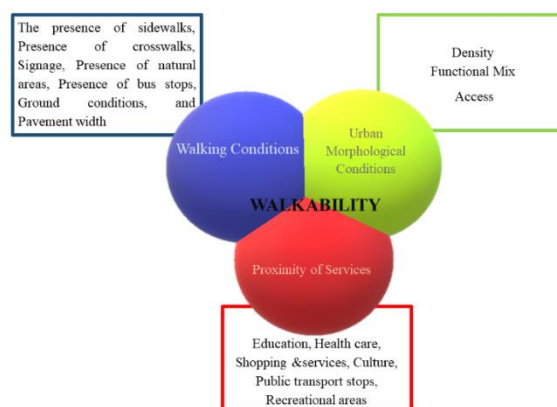 The presence of sidewalks,
Presence of crosswalks,
Signage, Presence of natural
areas, Presence of bus stops,
Ground conditions, and
Pavement width
Density
Functional Mix
Access
Walking Conditions
Urban
Morphological
Conditions
WALKABILITY
Proximity of Services
Education, Health care,
Shopping &services, Culture,
Public transport stops,
Recreational areas